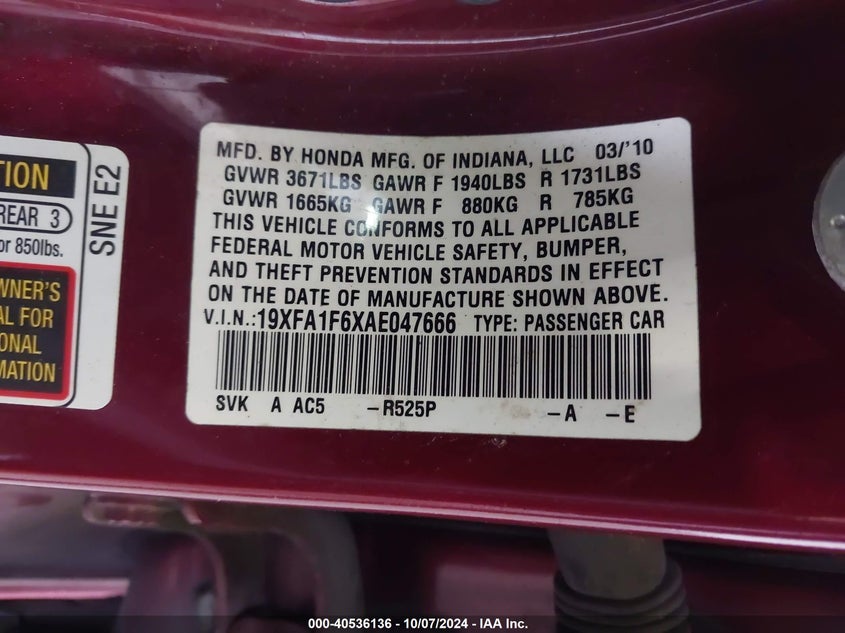 TION
REAR 3
or 850lbs.
WNER'S
AL FOR
IONAL
RMATION
SNE E2
MFD. BY HONDA MFG. OF INDIANA, LLC 03/'10
GVWR 3671LBS GAWR F 1940LBS R 1731LBS
GVWR 1665KG GAWR F 880KG R 785KG
THIS VEHICLE CONFORMS TO ALL APPLICABLE
FEDERAL MOTOR VEHICLE SAFETY, BUMPER,
AND THEFT PREVENTION STANDARDS IN EFFECT
ON THE DATE OF MANUFACTURE SHOWN ABOVE.
V.I.N.:19XFA1F6XAE047666 TYPE: PASSENGER CAR
SVK A AC5 -R525P -A -E
000-40536136 - 10/07/2024 - IAA Inc.